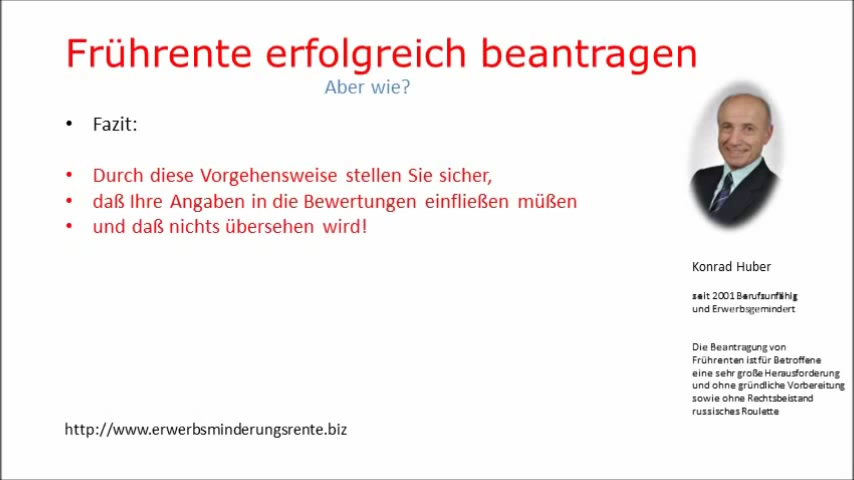 Frührente erfolgreich beantragen
Aber wie?
• Fazit:
• Durch diese Vorgehensweise stellen Sie sicher,
• daß Ihre Angaben in die Bewertungen einfließen müßen
• und daß nichts übersehen wird!
Konrad Huber
seit 2001 Berufsunfähig
und Erwerbsgemindert
Die Beantragung von
Frührenten ist für Betroffene
eine sehr große Herausforderung
und ohne gründliche Vorbereitung
sowie ohne Rechtsbeistand
russisches Roulette
http://www.erwerbsminderungsrente.biz